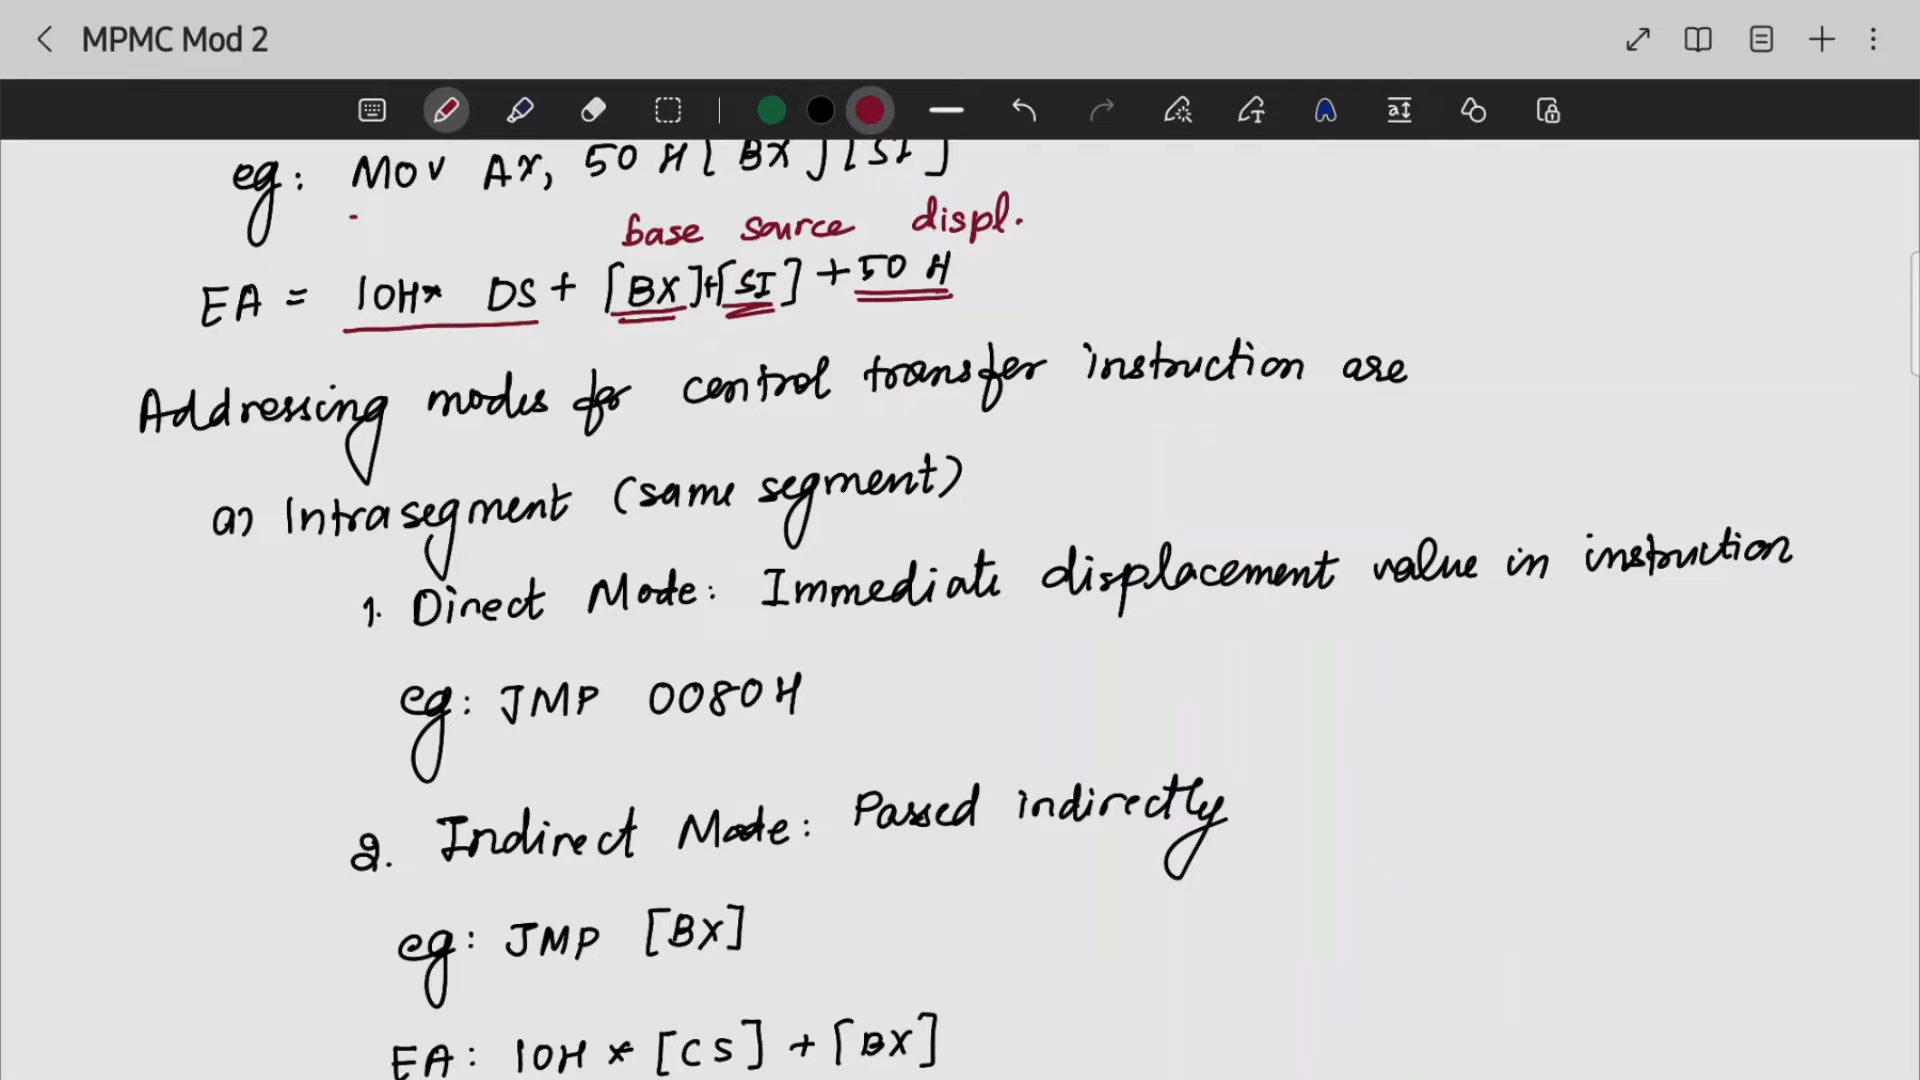 MPMC Mod 2
eg: MOV AX, 50 H [BX][SI]
base source displ.
EA = 10H* DS + [BX]+[SI] + 50 H
Addressing modes for control transfer instruction are
a) Intrasegment (same segment)
1. Direct Mode: Immediate displacement value in instruction
eg: JMP 0080H
2. Indirect Mode: Passed indirectly
eg: JMP [BX]
EA: 10H * [CS] + [BX]